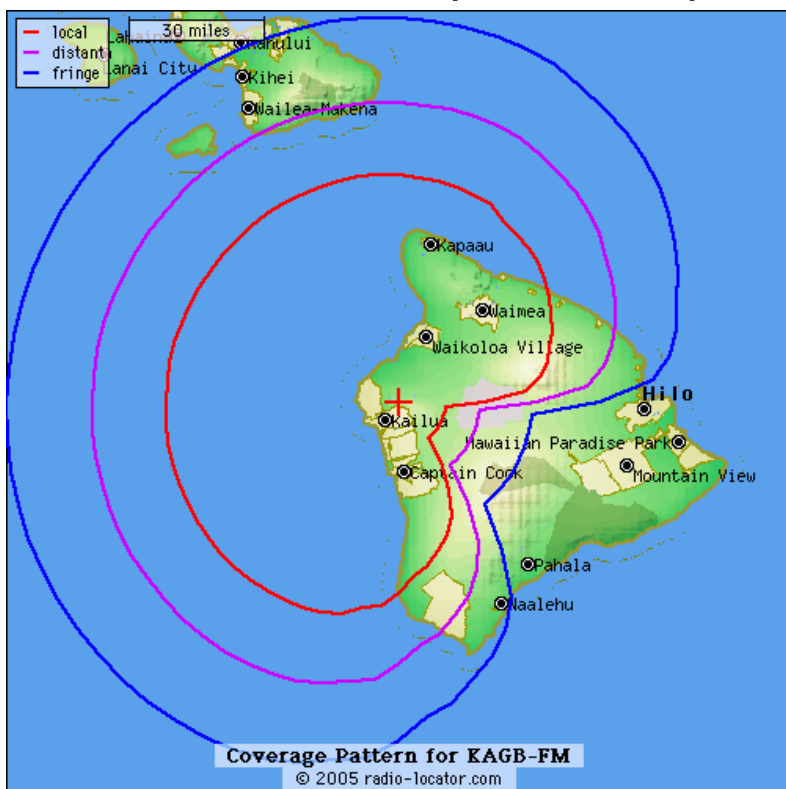 local
distant
fringe
30 miles
Lahaina
Kahului
Lanai City
Kihei
Wailea-Makena
Kapaau
Waimea
Waikoloa Village
Hilo
Kailua
Hawaiian Paradise Park
Captain Cook
Mountain View
Pahala
Naalehu
Coverage Pattern for KAGB-FM
© 2005 radio-locator.com